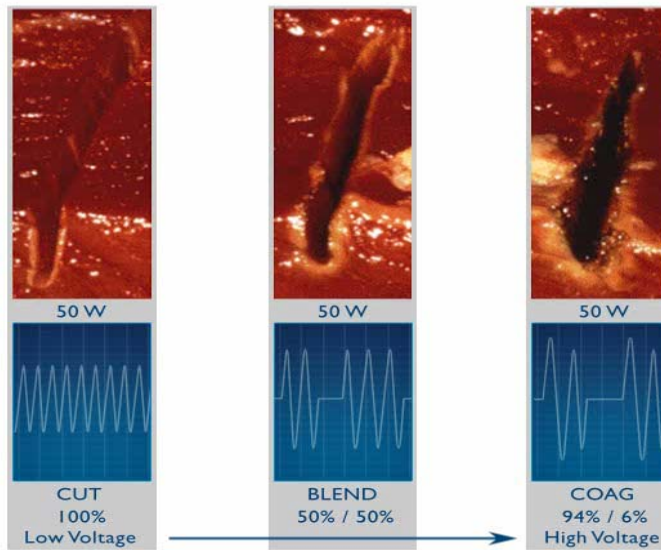 50 W
50 W
50 W
CUT
100%
Low Voltage
BLEND
50% / 50%
COAG
94% / 6%
High Voltage